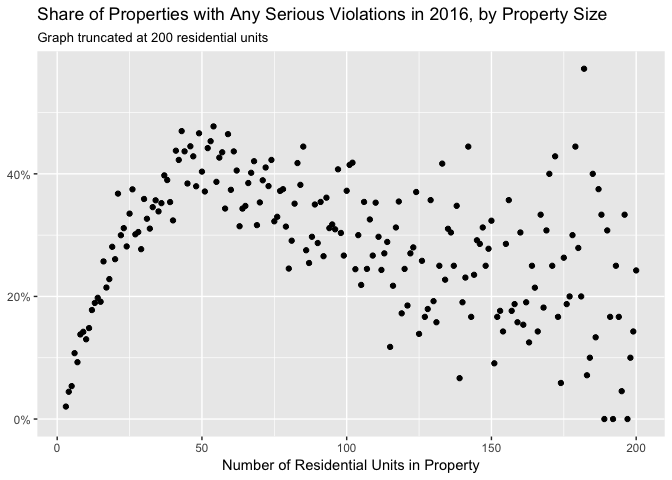 Share of Properties with Any Serious Violations in 2016, by Property Size
Graph truncated at 200 residential units
40%
20%
0%
0 50 100 150 200
Number of Residential Units in Property